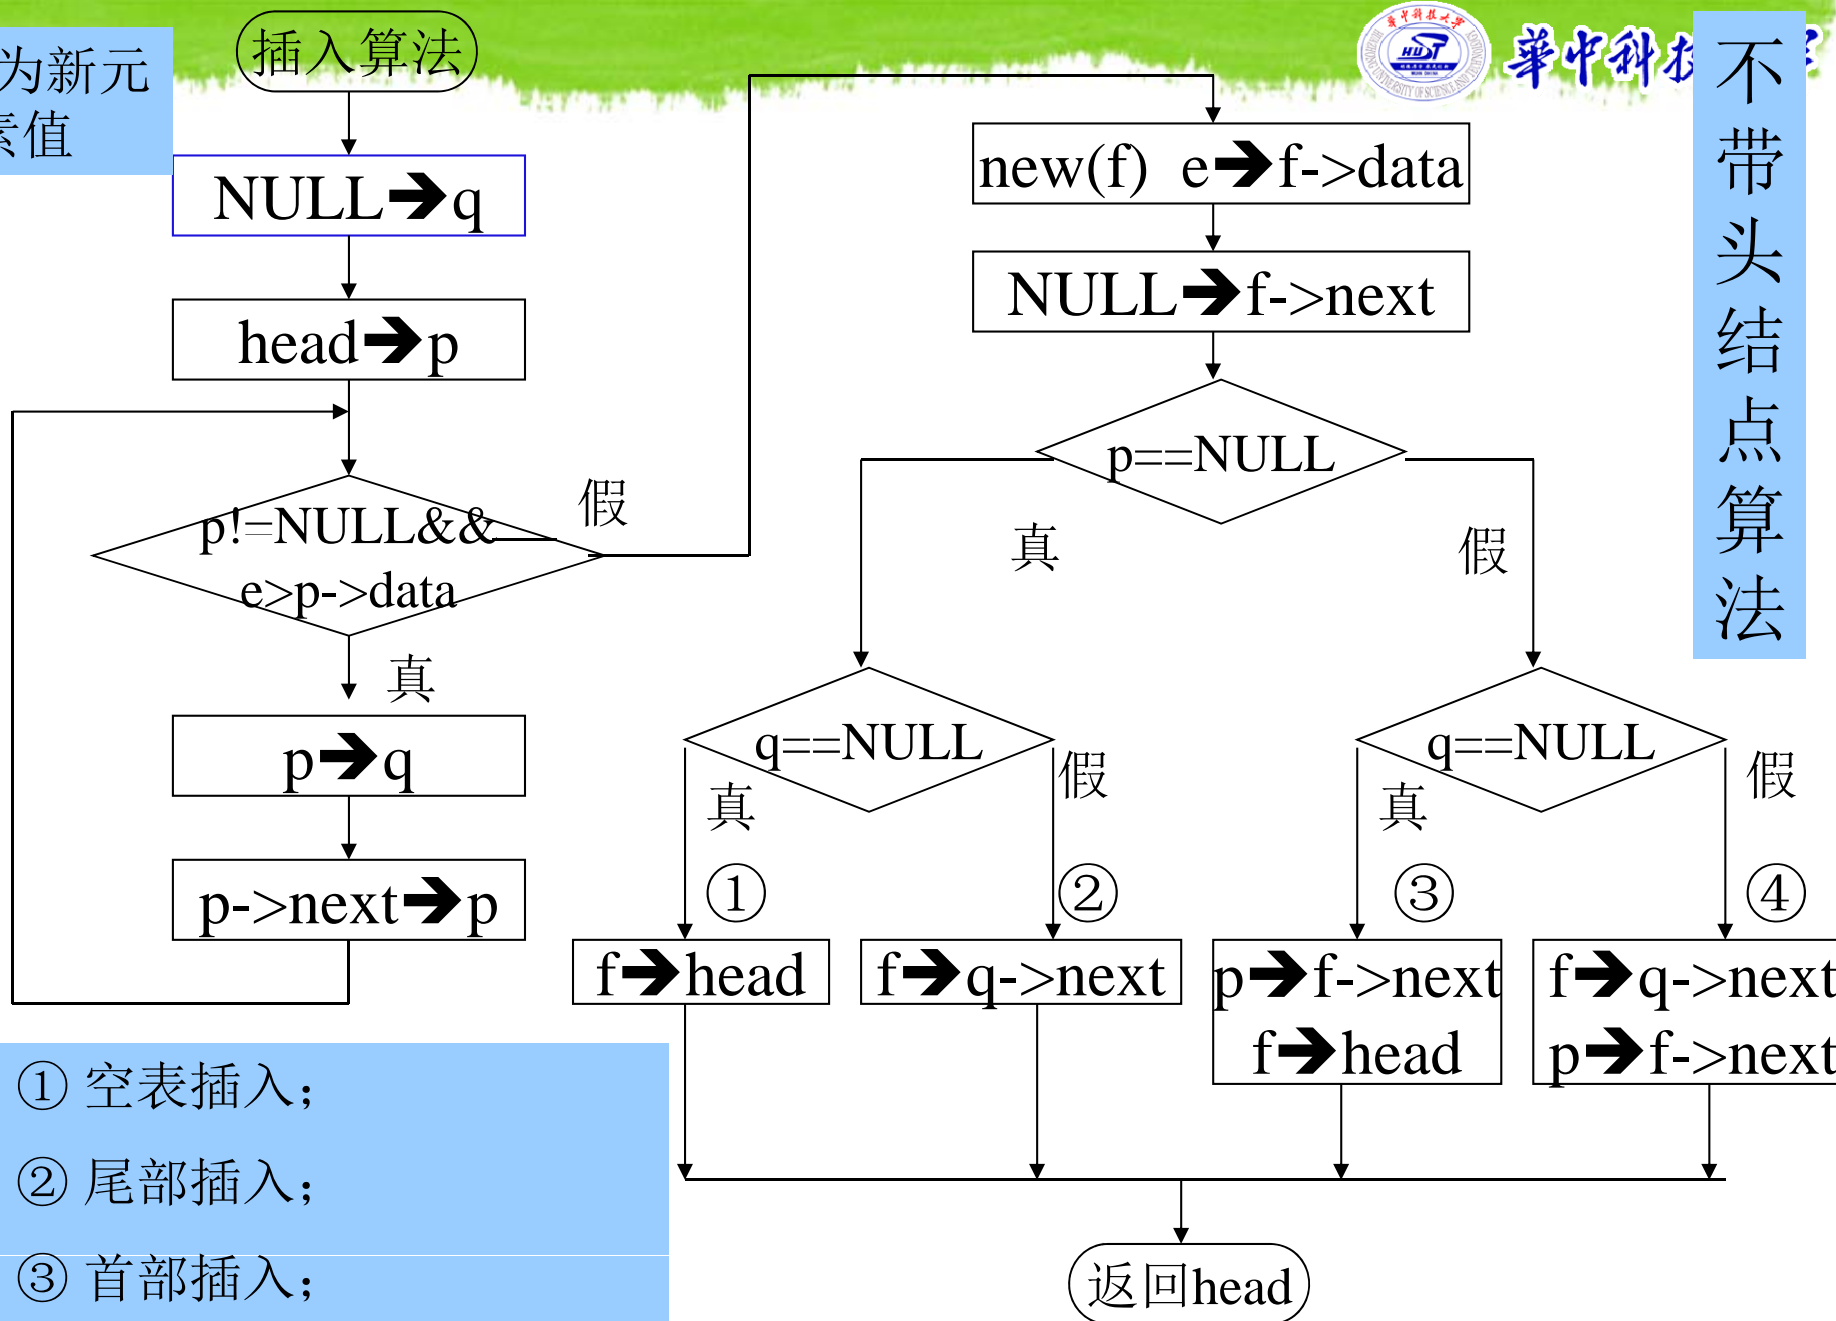 插入算法
为新元
素值
NULL➔q
head➔p
p!=NULL&&
e>p->data
假
真
p➔q
p->next➔p
華中科技
不带头结点算法
new(f) e➔f->data
NULL➔f->next
p==NULL
真
假
q==NULL
真
假
①
②
f➔head
f➔q->next
q==NULL
真
假
③
④
p➔f->next
f➔head
f➔q->next
p➔f->next
返回head
① 空表插入；
② 尾部插入；
③ 首部插入；